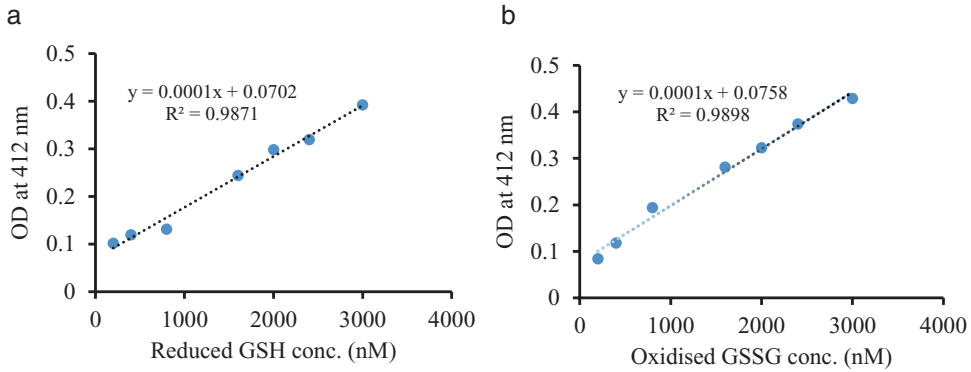 a
0.5
0.4
0.3
0.2
0.1
0
y = 0.0001x + 0.0702
R² = 0.9871
OD at 412 nm
0 1000 2000 3000 4000
Reduced GSH conc. (nM)
b
0.5
0.4
0.3
0.2
0.1
0
y = 0.0001x + 0.0758
R² = 0.9898
OD at 412 nm
0 1000 2000 3000 4000
Oxidised GSSG conc. (nM)